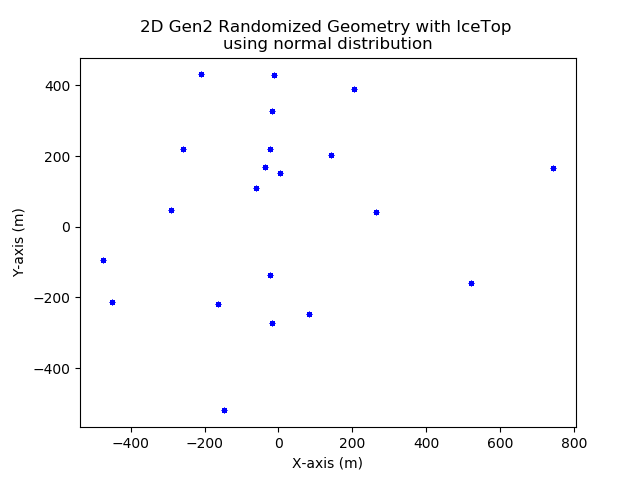 2D Gen2 Randomized Geometry with IceTop
using normal distribution
400
200
0
−200
−400
Y-axis (m)
−400 −200 0 200 400 600 800
X-axis (m)